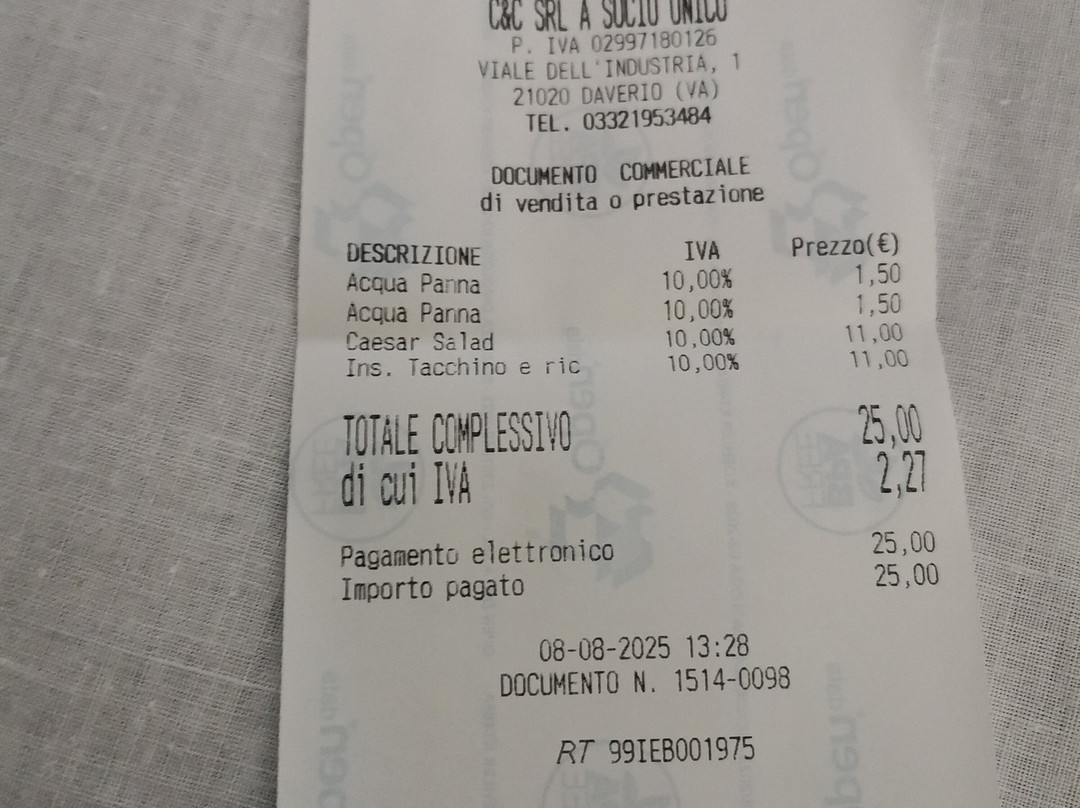 C&C SRL A SOCIO UNICO
P. IVA 02997180126
VIALE DELL'INDUSTRIA, 1
21020 DAVERIO (VA)
TEL. 03321953484
DOCUMENTO COMMERCIALE
di vendita o prestazione
DESCRIZIONE IVA Prezzo(€)
Acqua Panna 10,00% 1,50
Acqua Panna 10,00% 1,50
Caesar Salad 10,00% 11,00
Ins. Tacchino e ric 10,00% 11,00
TOTALE COMPLESSIVO 25,00
di cui IVA 2,27
Pagamento elettronico 25,00
Importo pagato 25,00
08-08-2025 13:28
DOCUMENTO N. 1514-0098
RT 99IEB001975